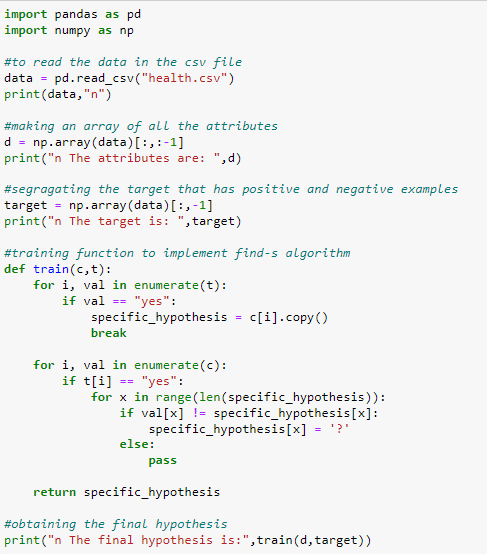 import pandas as pd
import numpy as np

#to read the data in the csv file
data = pd.read_csv("health.csv")
print(data,"n")

#making an array of all the attributes
d = np.array(data)[:,:-1]
print("n The attributes are: ",d)

#segragating the target that has positive and negative examples
target = np.array(data)[:,-1]
print("n The target is: ",target)

#training function to implement find-s algorithm
def train(c,t):
    for i, val in enumerate(t):
        if val == "yes":
            specific_hypothesis = c[i].copy()
            break

    for i, val in enumerate(c):
        if t[i] == "yes":
            for x in range(len(specific_hypothesis)):
                if val[x] != specific_hypothesis[x]:
                    specific_hypothesis[x] = '?'
                else:
                    pass

    return specific_hypothesis

#obtaining the final hypothesis
print("n The final hypothesis is:",train(d,target))